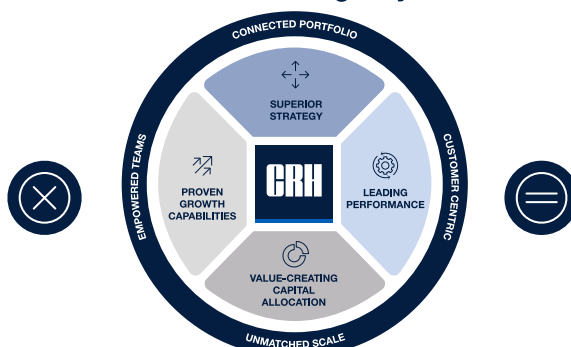 CONNECTED PORTFOLIO
SUPERIOR
STRATEGY
EMPOWERED TEAMS
PROVEN
GROWTH
CAPABILITIES
CRH
LEADING
PERFORMANCE
CUSTOMER CENTRIC
VALUE-CREATING
CAPITAL
ALLOCATION
UNMATCHED SCALE